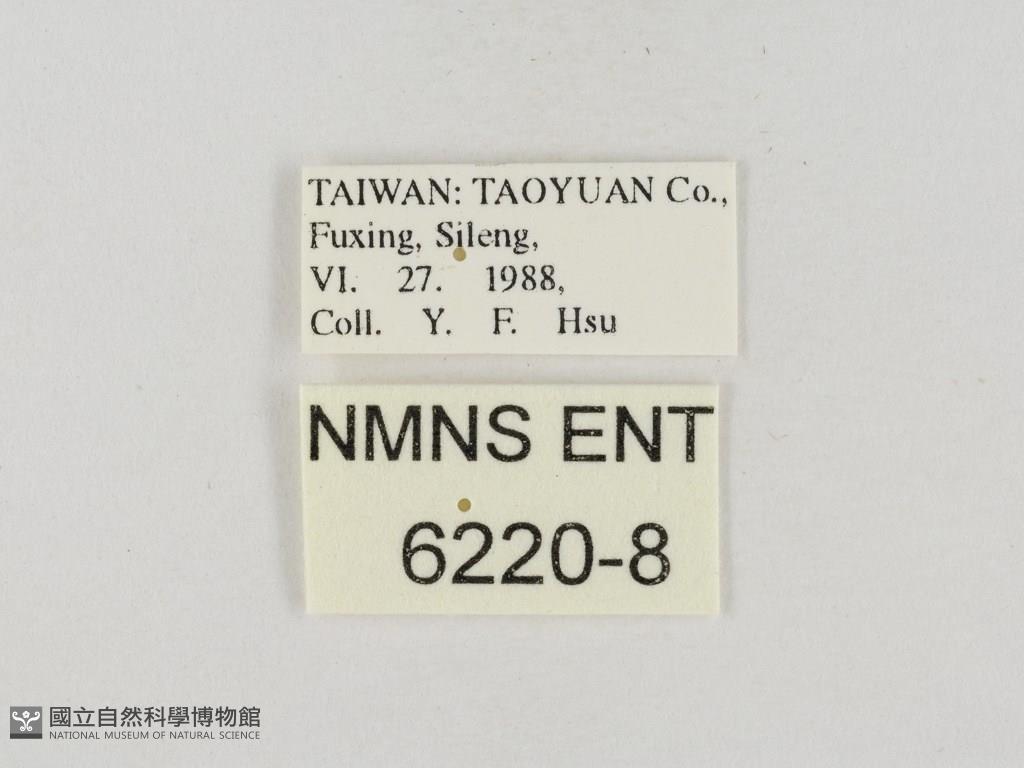 TAIWAN: TAOYUAN Co.,
Fuxing, Sileng,
VI. 27. 1988,
Coll. Y. F. Hsu
NMNS ENT
6220-8
國立自然科學博物館
NATIONAL MUSEUM OF NATURAL SCIENCE